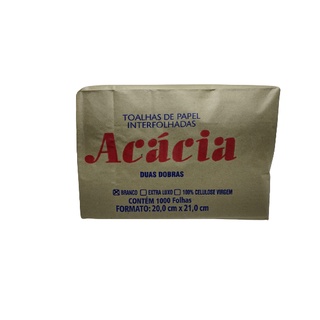 TOALHAS DE PAPEL
INTERFOLHADAS
Acácia
DUAS DOBRAS
☒ BRANCO ☐ EXTRA LUXO ☐ 100% CELULOSE VIRGEM
CONTÉM 1000 Folhas
FORMATO: 20,0 cm x 21,0 cm